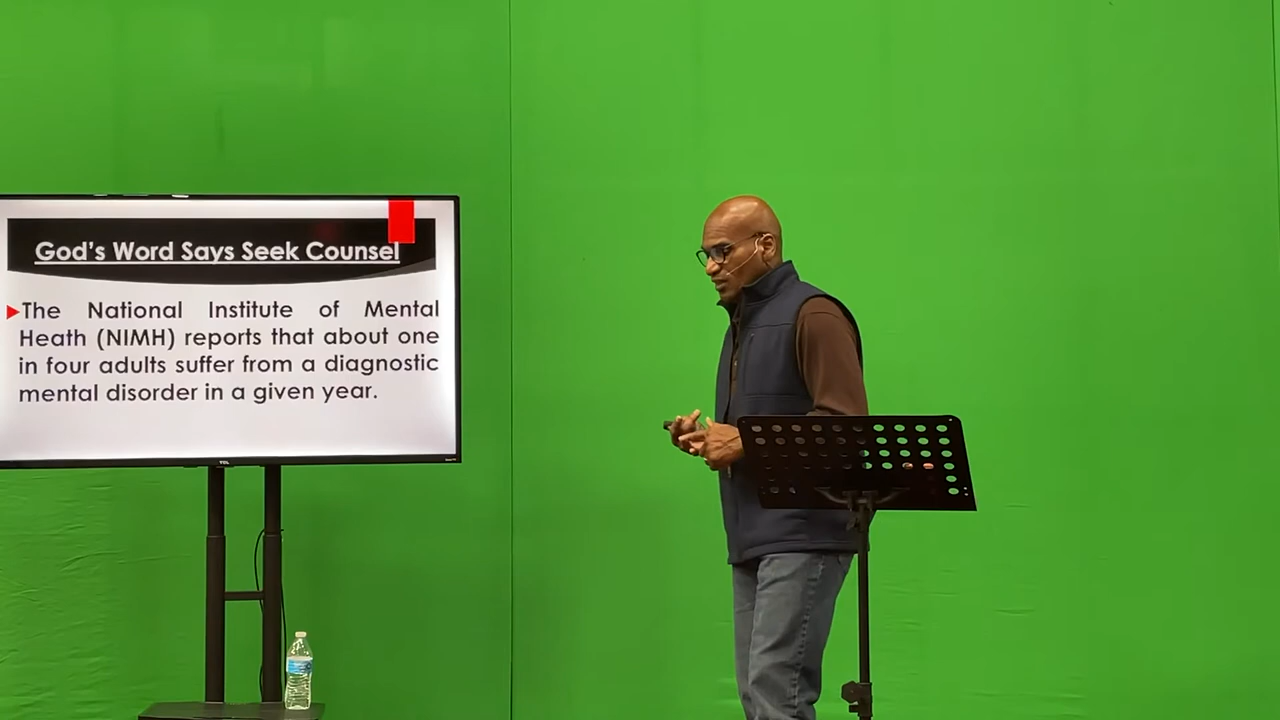 God's Word Says Seek Counsel
The National Institute of Mental
Heath (NIMH) reports that about one
in four adults suffer from a diagnostic
mental disorder in a given year.
TCL